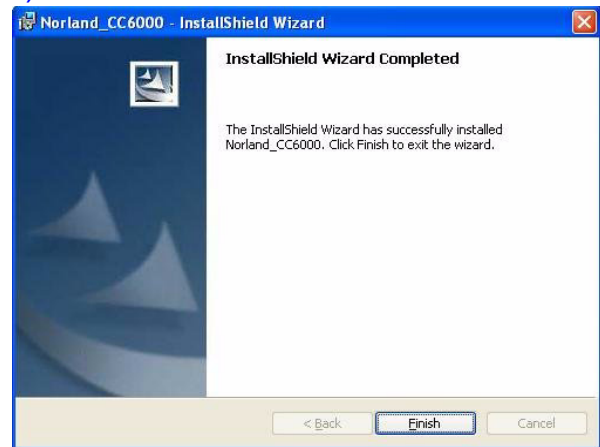 Norland_CC6000 - InstallShield Wizard
InstallShield Wizard Completed
The InstallShield Wizard has successfully installed
Norland_CC6000. Click Finish to exit the wizard.
< Back Finish Cancel